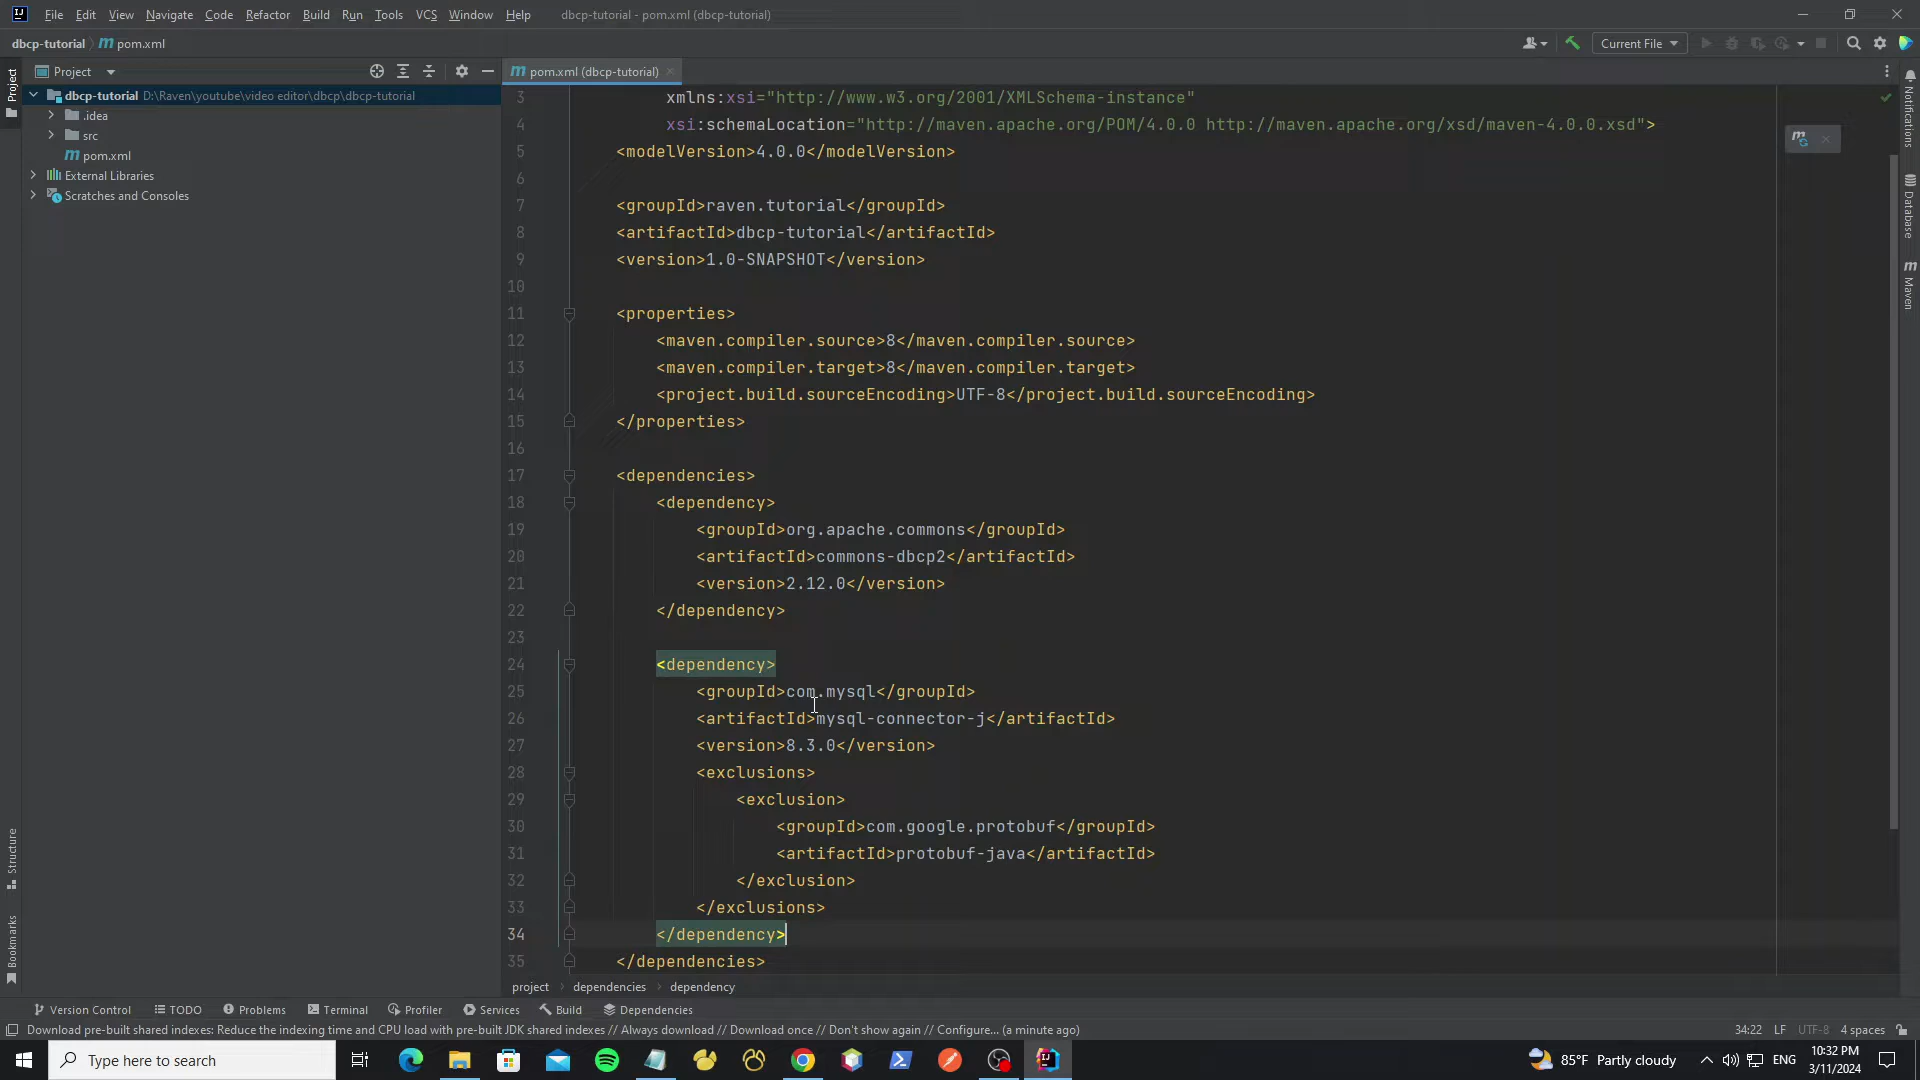 File Edit View Navigate Code Refactor Build Run Tools VCS Window Help dbcp-tutorial - pom.xml (dbcp-tutorial)
dbcp-tutorial pom.xml Current File
Project pom.xml (dbcp-tutorial)
dbcp-tutorial D:\Raven\youtube\video editor\dbcp\dbcp-tutorial
.idea
src
pom.xml
External Libraries
Scratches and Consoles
Project
Structure
Bookmarks
3 xmlns:xsi="http://www.w3.org/2001/XMLSchema-instance"
4 xsi:schemaLocation="http://maven.apache.org/POM/4.0.0 http://maven.apache.org/xsd/maven-4.0.0.xsd">
5 <modelVersion>4.0.0</modelVersion>
6
7 <groupId>raven.tutorial</groupId>
8 <artifactId>dbcp-tutorial</artifactId>
9 <version>1.0-SNAPSHOT</version>
10
11 <properties>
12 <maven.compiler.source>8</maven.compiler.source>
13 <maven.compiler.target>8</maven.compiler.target>
14 <project.build.sourceEncoding>UTF-8</project.build.sourceEncoding>
15 </properties>
16
17 <dependencies>
18 <dependency>
19 <groupId>org.apache.commons</groupId>
20 <artifactId>commons-dbcp2</artifactId>
21 <version>2.12.0</version>
22 </dependency>
23
24 <dependency>
25 <groupId>com.mysql</groupId>
26 <artifactId>mysql-connector-j</artifactId>
27 <version>8.3.0</version>
28 <exclusions>
29 <exclusion>
30 <groupId>com.google.protobuf</groupId>
31 <artifactId>protobuf-java</artifactId>
32 </exclusion>
33 </exclusions>
34 </dependency>
35 </dependencies>
Notifications
Database
Maven
project dependencies dependency
Version Control TODO Problems Terminal Profiler Services Build Dependencies
Download pre-built shared indexes: Reduce the indexing time and CPU load with pre-built JDK shared indexes // Always download // Download once // Don't show again // Configure... (a minute ago) 34:22 LF UTF-8 4 spaces
Type here to search 85°F Partly cloudy ENG 10:32 PM
3/11/2024